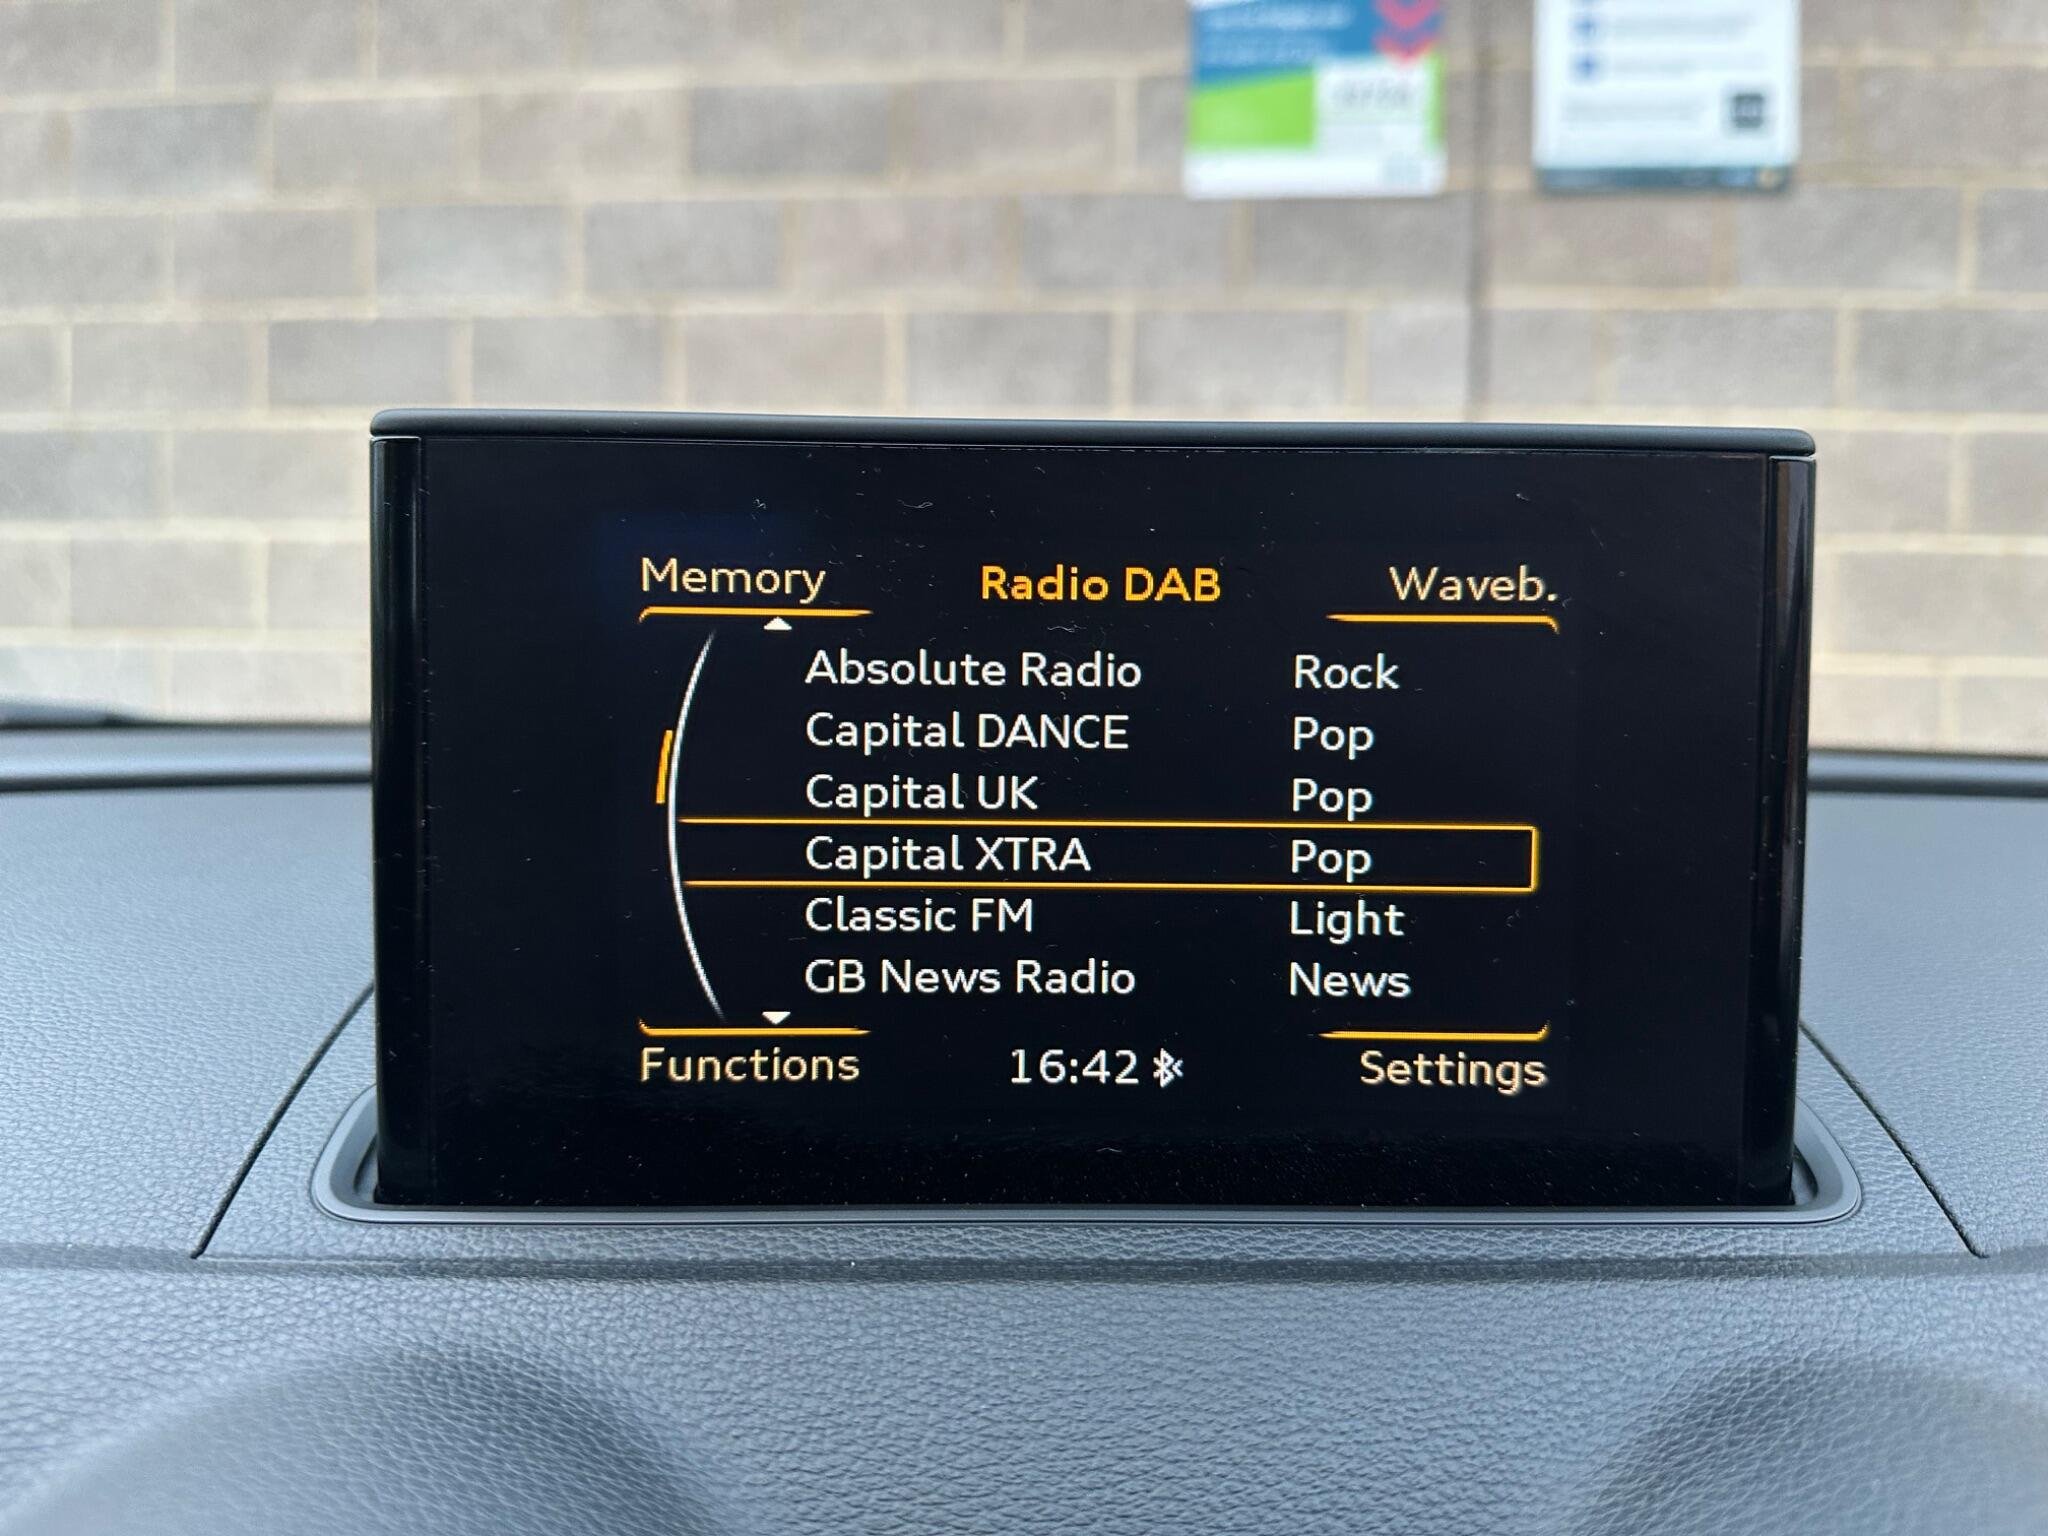 Memory Radio DAB Waveb.
Absolute Radio Rock
Capital DANCE Pop
Capital UK Pop
Capital XTRA Pop
Classic FM Light
GB News Radio News
Functions 16:42 Settings